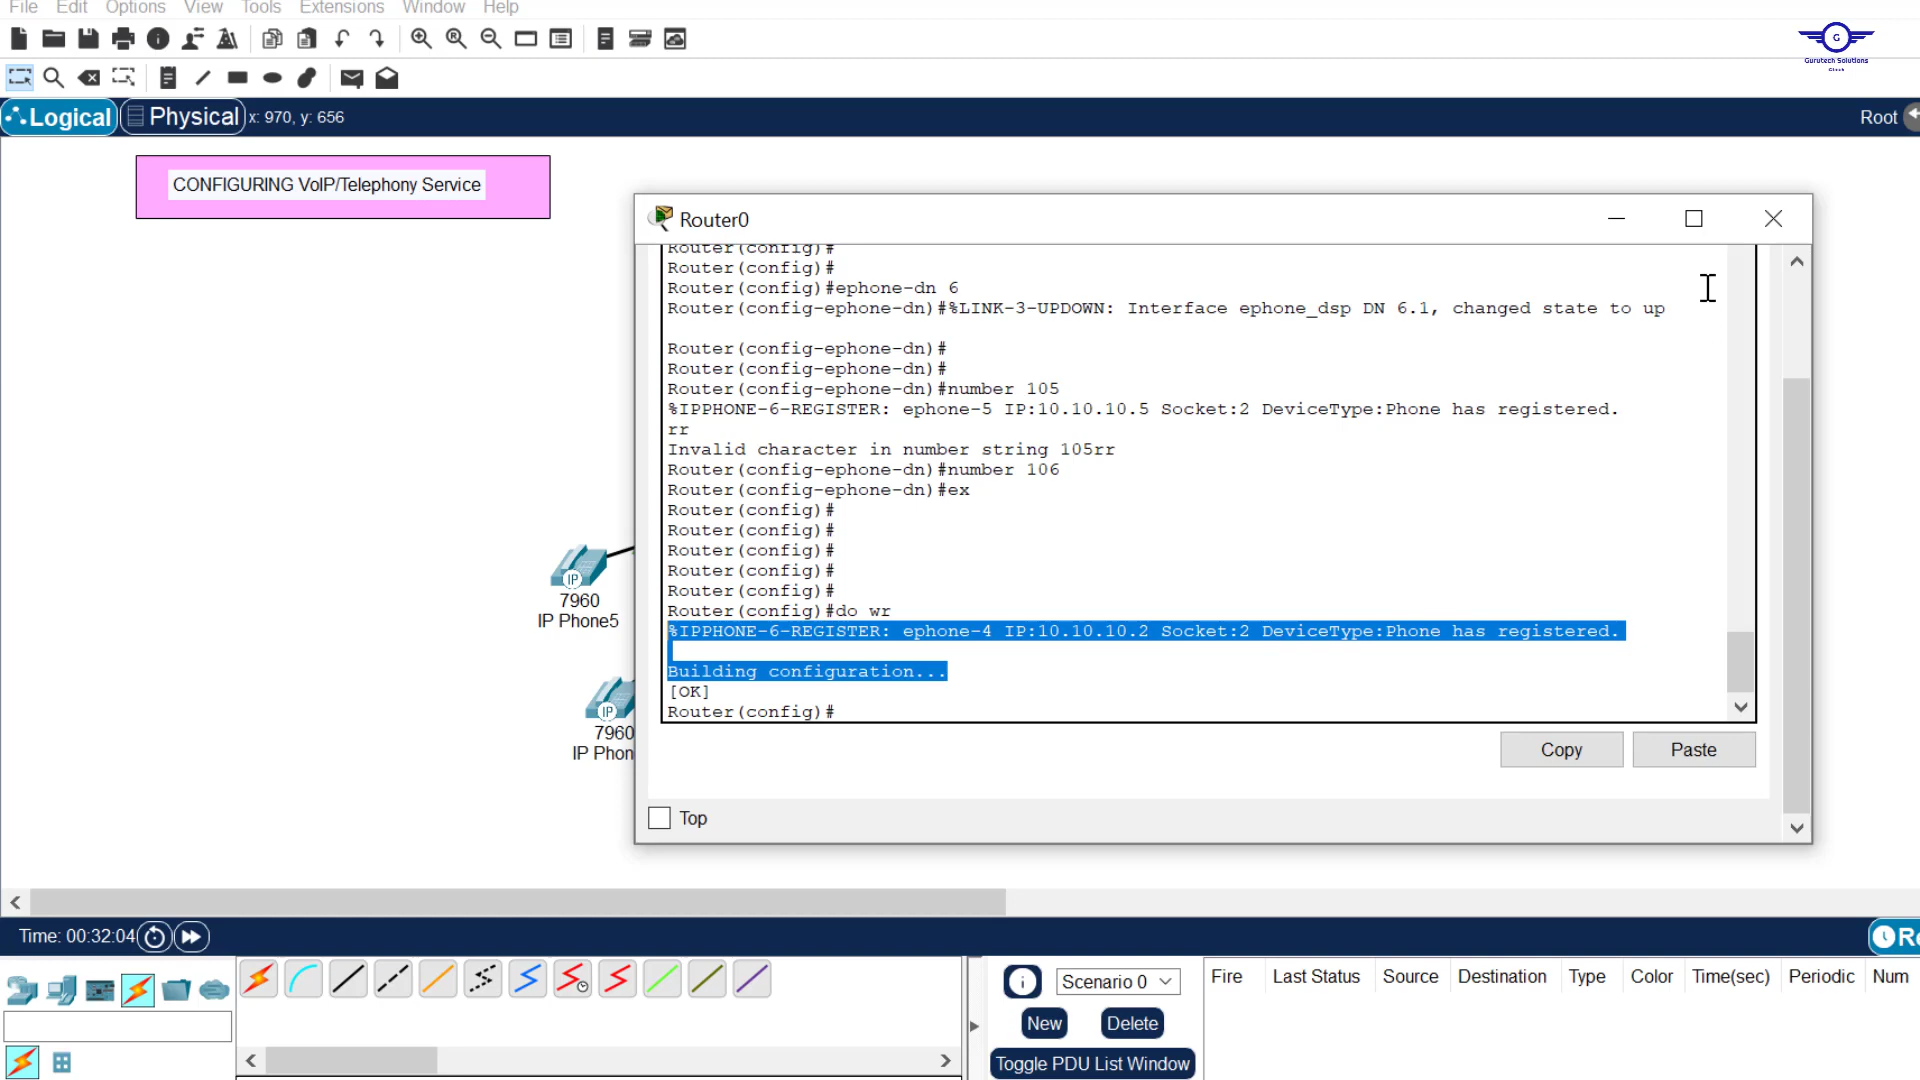 File Edit Options View Tools Extensions Window Help
G
Gurutech Solutions
Logical
Physical
x: 970, y: 656
Root
CONFIGURING VoIP/Telephony Service
Router0
Router(config)#
Router(config)#
Router(config)#ephone-dn 6
Router(config-ephone-dn)#%LINK-3-UPDOWN: Interface ephone_dsp DN 6.1, changed state to up
Router(config-ephone-dn)#
Router(config-ephone-dn)#
Router(config-ephone-dn)#number 105
%IPPHONE-6-REGISTER: ephone-5 IP:10.10.10.5 Socket:2 DeviceType:Phone has registered.
rr
Invalid character in number string 105rr
Router(config-ephone-dn)#number 106
Router(config-ephone-dn)#ex
Router(config)#
Router(config)#
Router(config)#
Router(config)#
Router(config)#
Router(config)#do wr
%IPPHONE-6-REGISTER: ephone-4 IP:10.10.10.2 Socket:2 DeviceType:Phone has registered.
Building configuration...
[OK]
Router(config)#
Copy
Paste
Top
IP
7960
IP Phone5
IP
7960
IP Phon
Time: 00:32:04
Re
Scenario 0
New
Delete
Toggle PDU List Window
Fire Last Status Source Destination Type Color Time(sec) Periodic Num